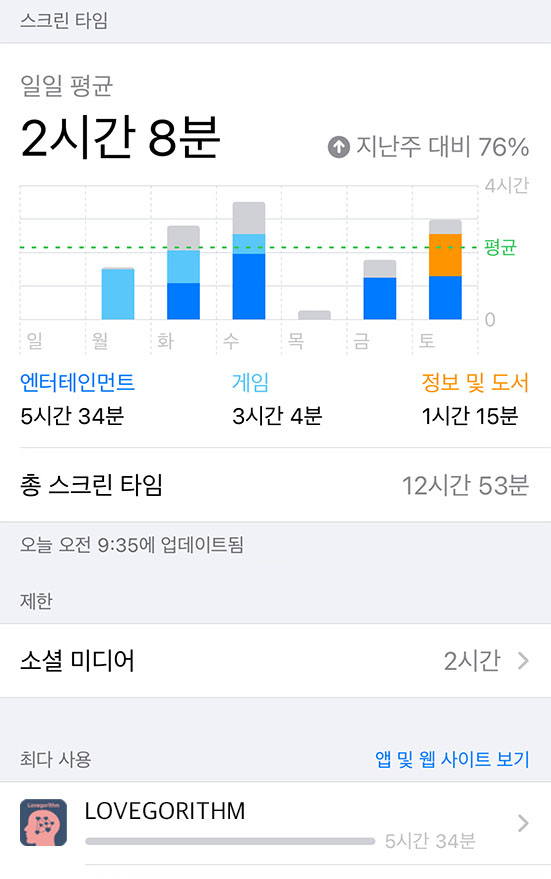 스크린 타임
일일 평균
2시간 8분
지난주 대비 76%
4시간
평균
0
일 월 화 수 목 금 토
엔터테인먼트 게임 정보 및 도서
5시간 34분 3시간 4분 1시간 15분
총 스크린 타임 12시간 53분
오늘 오전 9:35에 업데이트됨
제한
소셜 미디어 2시간
최다 사용 앱 및 웹 사이트 보기
Lovegorithm
LOVEGORITHM
5시간 34분